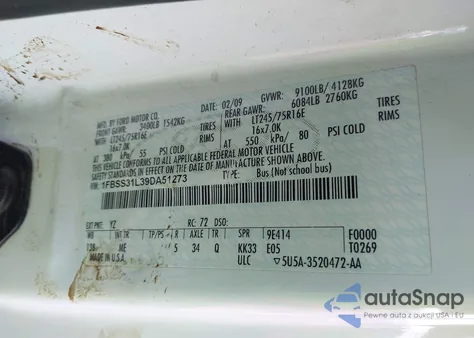 MFD. BY FORD MOTOR CO.
DATE: 02/09 GVWR: 9100LB/ 4128KG
FRONT GAWR: 3400LB 1542KG
REAR GAWR: 6084LB 2760KG
LT245/75R16E WITH LT245/75R16E WITH
16x7.0K 16x7.0K
AT 380 kPa/ 55 PSI COLD AT 550 kPa/ 80 PSI COLD
THIS VEHICLE CONFORMS TO ALL APPLICABLE FEDERAL MOTOR VEHICLE
SAFETY STANDARDS IN EFFECT ON THE DATE OF MANUFACTURE SHOWN ABOVE.
VIN: 1FBSS31L39DA51273
TYPE: Bus (Not school bus)
EXT PNT: YZ RC: 72 DSO:
WB TP/PS R AXLE TR SPR 9E414 F0000
138 ME 5 34 Q KK33 E05 T0269
MADE IN U.S.A. ULC 5U5A-3520472-AA
autoSnap
Pewne auto z aukcji USA i EU